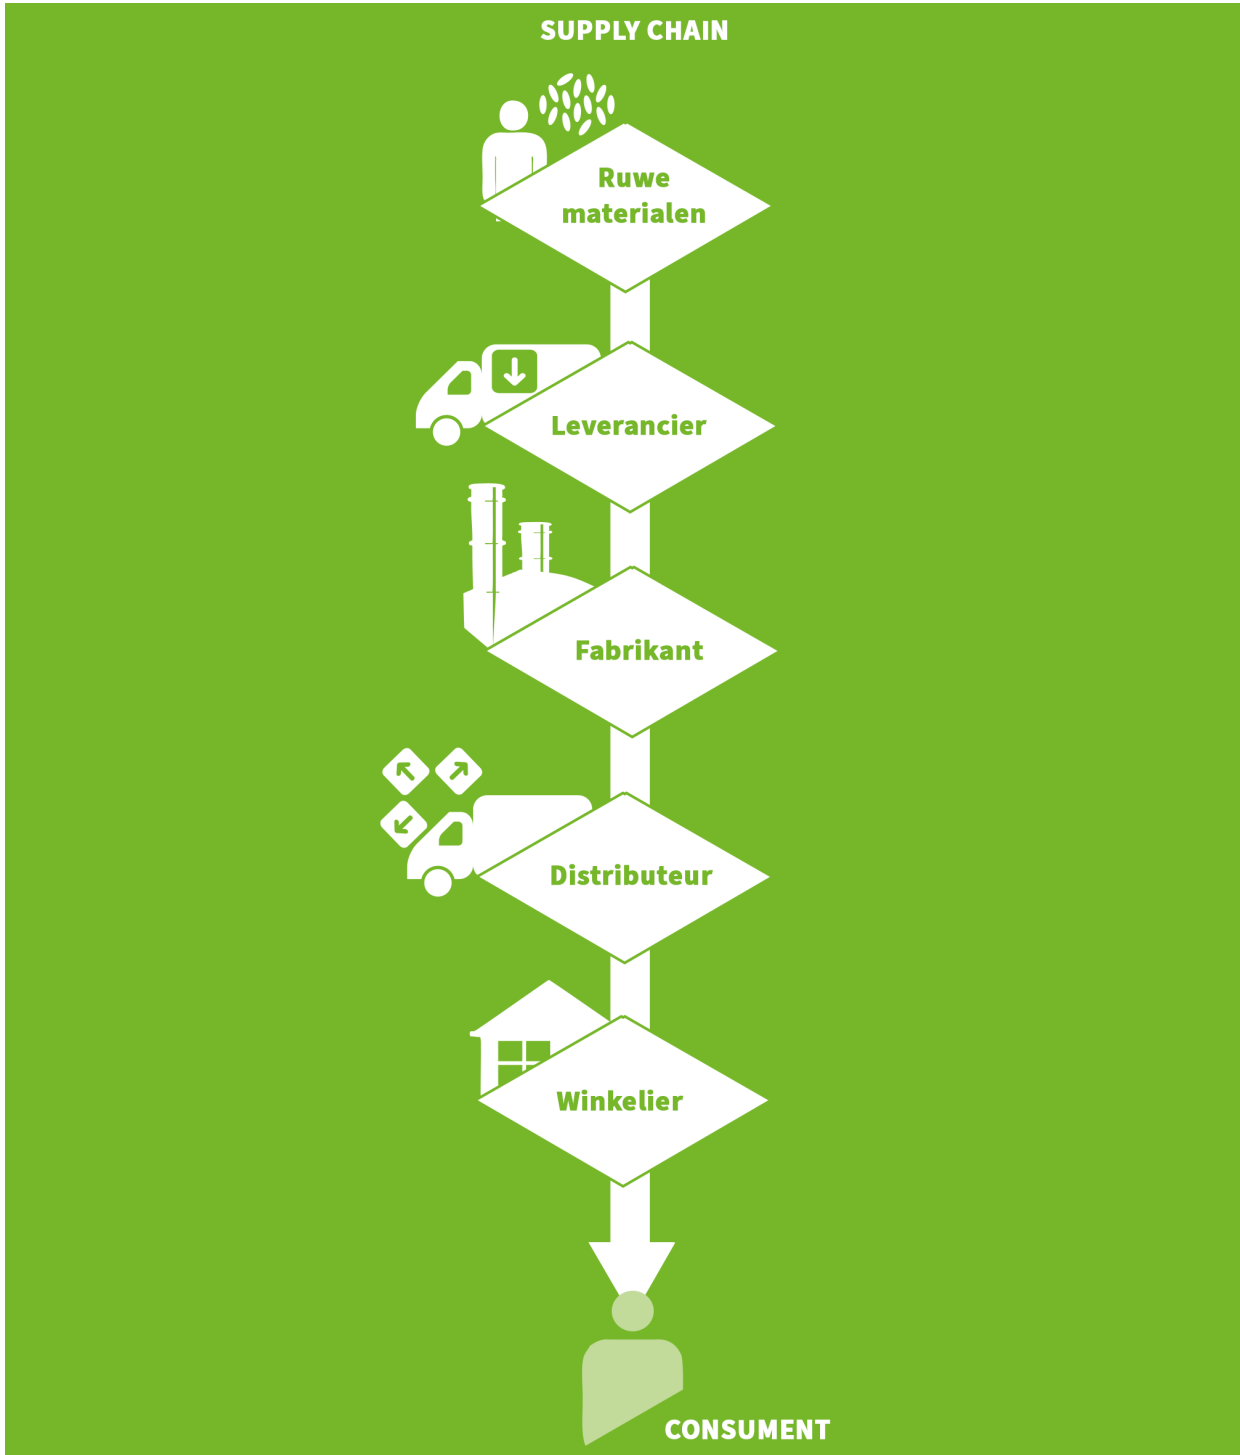 SUPPLY CHAIN
Ruwe
materialen
Leverancier
Fabrikant
Distributeur
Winkelier
CONSUMENT